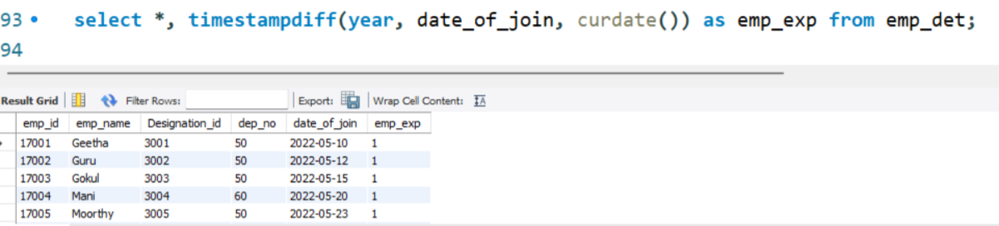 93 select *, timestampdiff(year, date_of_join, curdate()) as emp_exp from emp_det;
94
Result Grid Filter Rows: Export: Wrap Cell Content: IA
emp_id emp_name Designation_id dep_no date_of_join emp_exp
17001 Geetha 3001 50 2022-05-10 1
17002 Guru 3002 50 2022-05-12 1
17003 Gokul 3003 50 2022-05-15 1
17004 Mani 3004 60 2022-05-20 1
17005 Moorthy 3005 50 2022-05-23 1